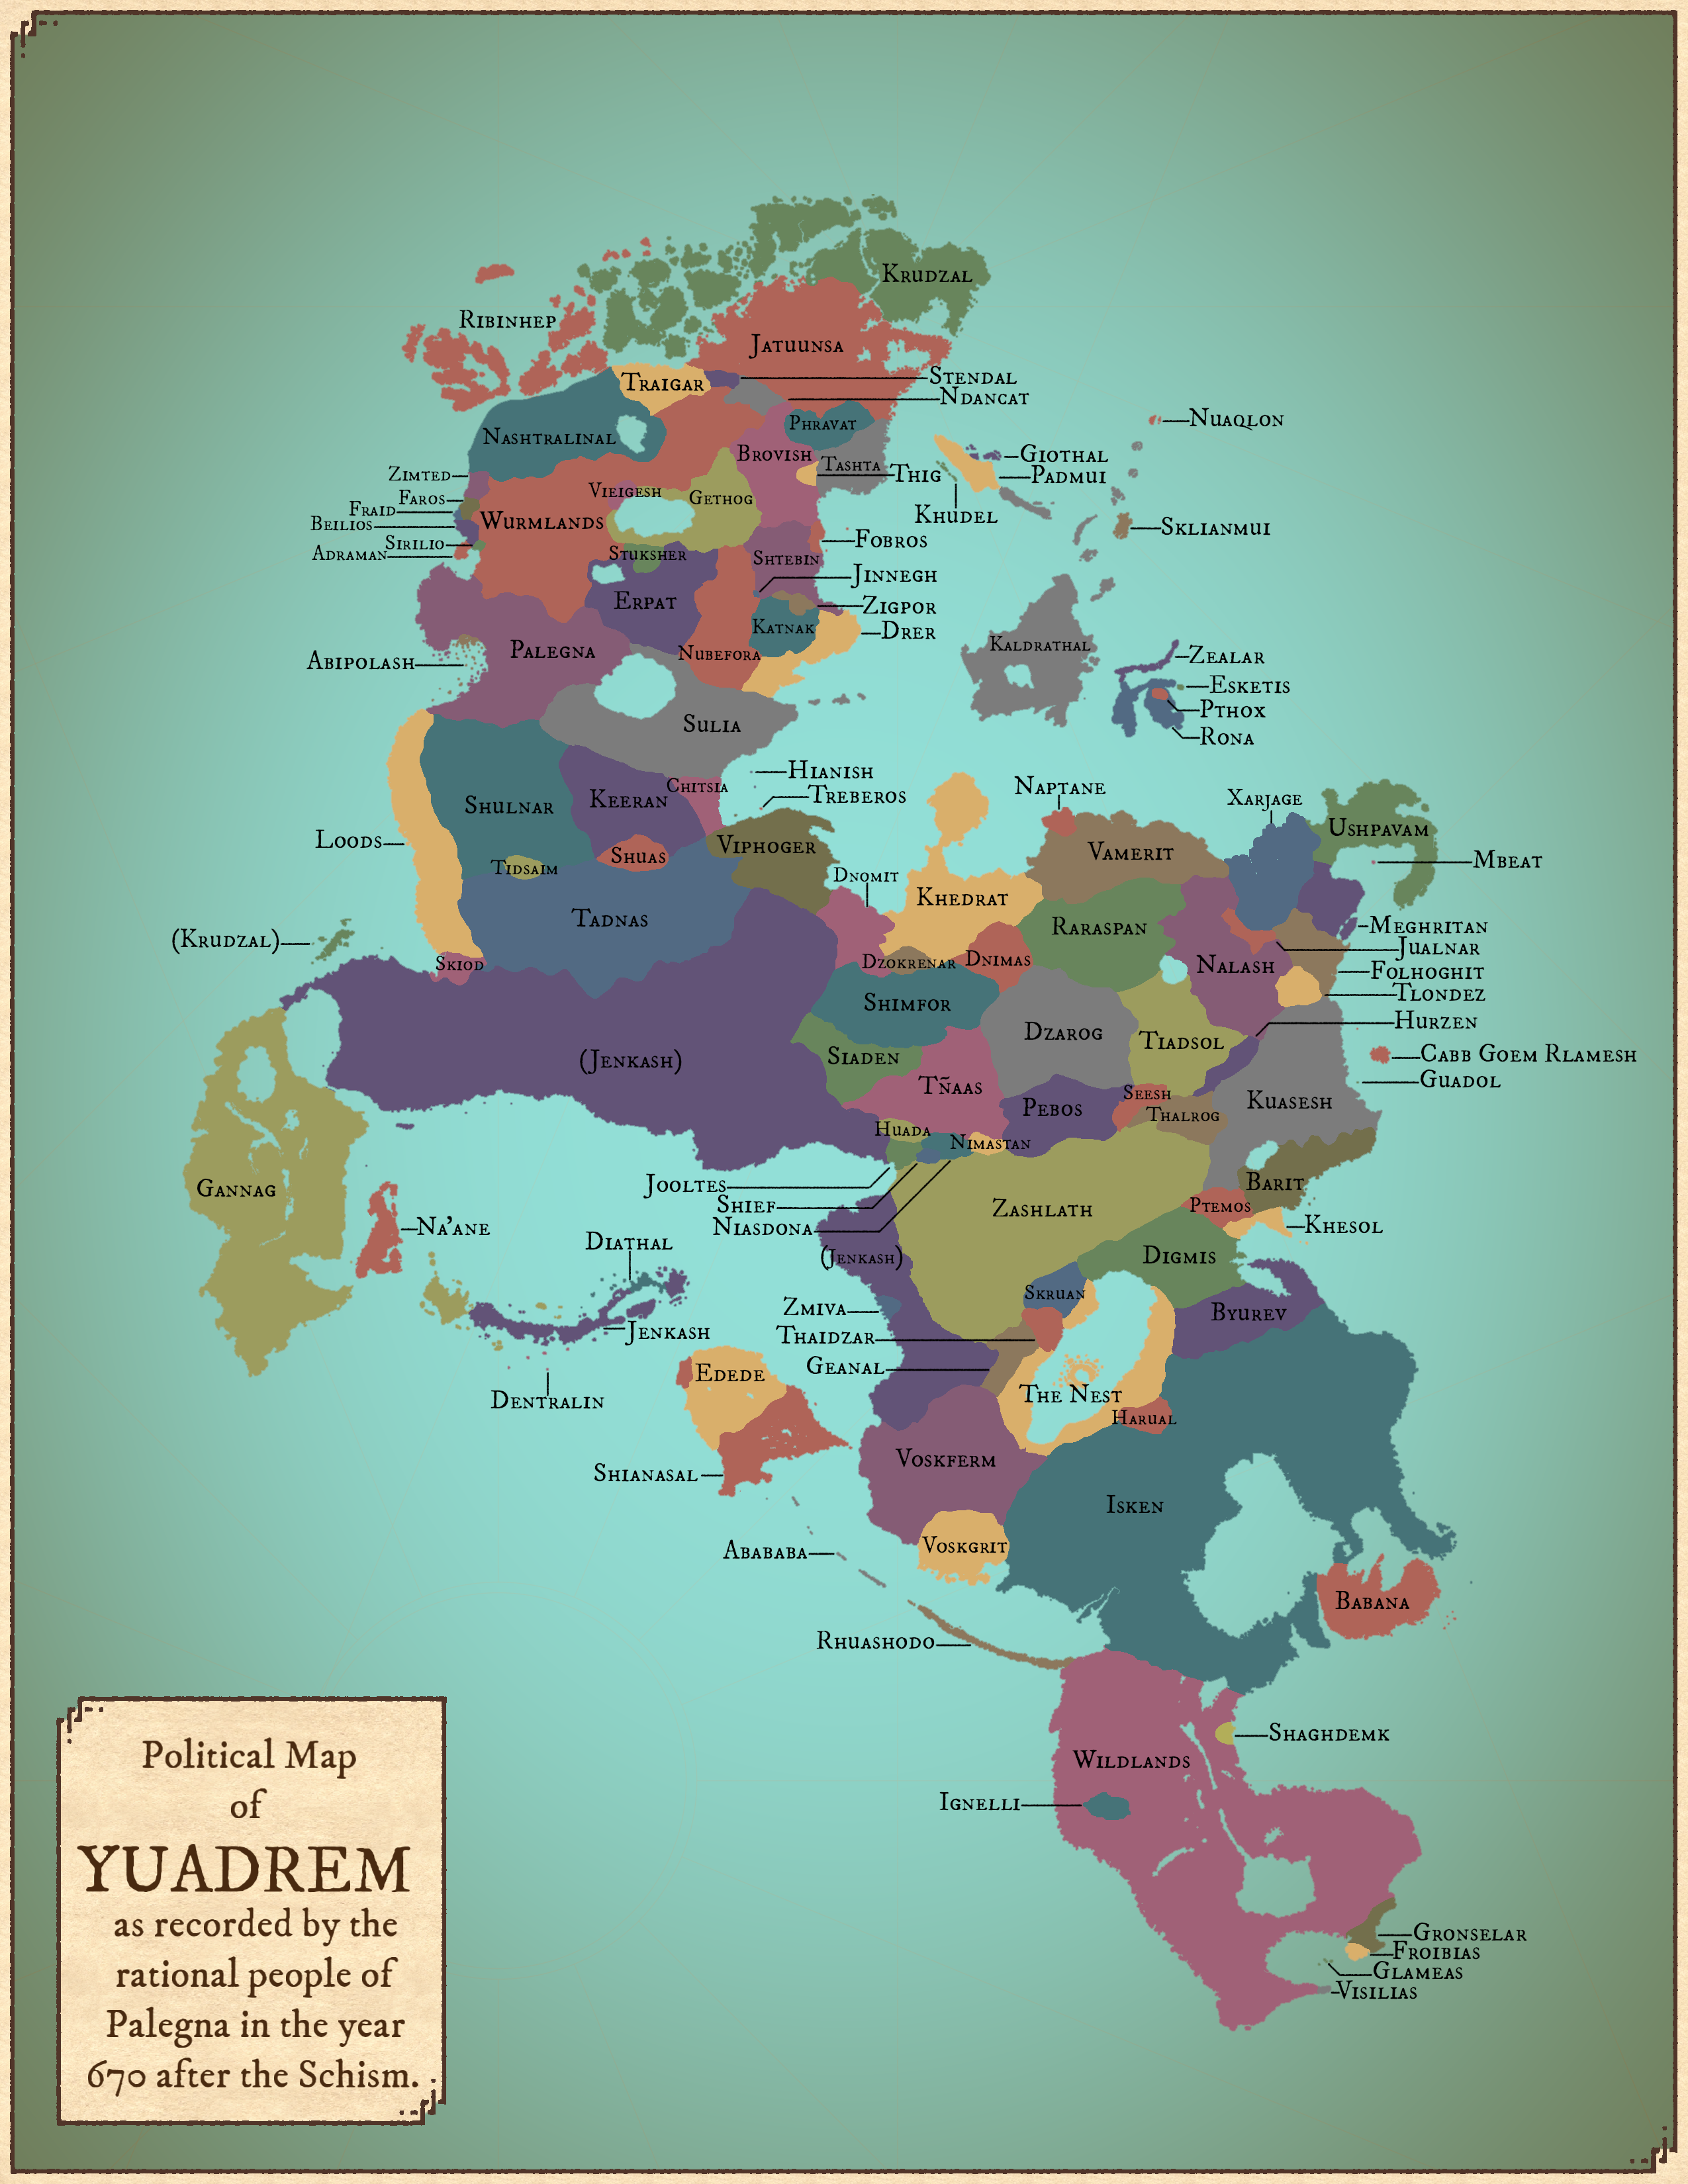 Krudzal
Ribinhep
Jatuunsa
Stendal
Traigar
Ndancat
Nuaqlon
Phravat
Nashtralinal
Brovish
Giothal
Tashta
Thig
Padmui
Zimted
Vieigesh
Gethog
Faros
Fraid
Khudel
Beilios
Wurmlands
Sklianmui
Fobros
Sirilio
Adraman
Stuksher
Shtebin
Jinnegh
Erpat
Zigpor
Katnak
Drer
Kaldrathal
Palegna
Nubefora
Abipolash
Zealar
Esketis
Pthox
Sulia
Rona
Hianish
Chitsia
Naptane
Treberos
Keeran
Xarjage
Shulnar
Ushpavam
Loods
Viphoger
Shuas
Vamerit
Mbeat
Tidsaim
Dnomit
Khedrat
Tadnas
Raraspan
Meghritan
(Krudzal)
Jualnar
Skiod
Dzokrenar
Dnimas
Nalash
Folhoghit
Tlondez
Shimfor
Hurzen
Dzarog
Tiadsol
(Jenkash)
Siaden
Cabb Goem Rlamesh
Guadol
Tñaas
Seesh
Kuasesh
Pebos
Thalrog
Huada
Nimastan
Gannag
Jooltes
Barit
Shief
Zashlath
Ptemos
Na'ane
Niasdona
Khesol
Diathal
(Jenkash)
Digmis
Skruan
Zmiva
Byurev
Jenkash
Thaidzar
Geanal
Edede
The Nest
Dentralin
Harual
Voskferm
Shianasal
Isken
Voskgrit
Abababa
Babana
Rhuashodo
Shaghdemk
Wildlands
Ignelli
Gronselar
Froibias
Glameas
Visilias
Political Map
of
YUADREM
as recorded by the
rational people of
Palegna in the year
670 after the Schism.